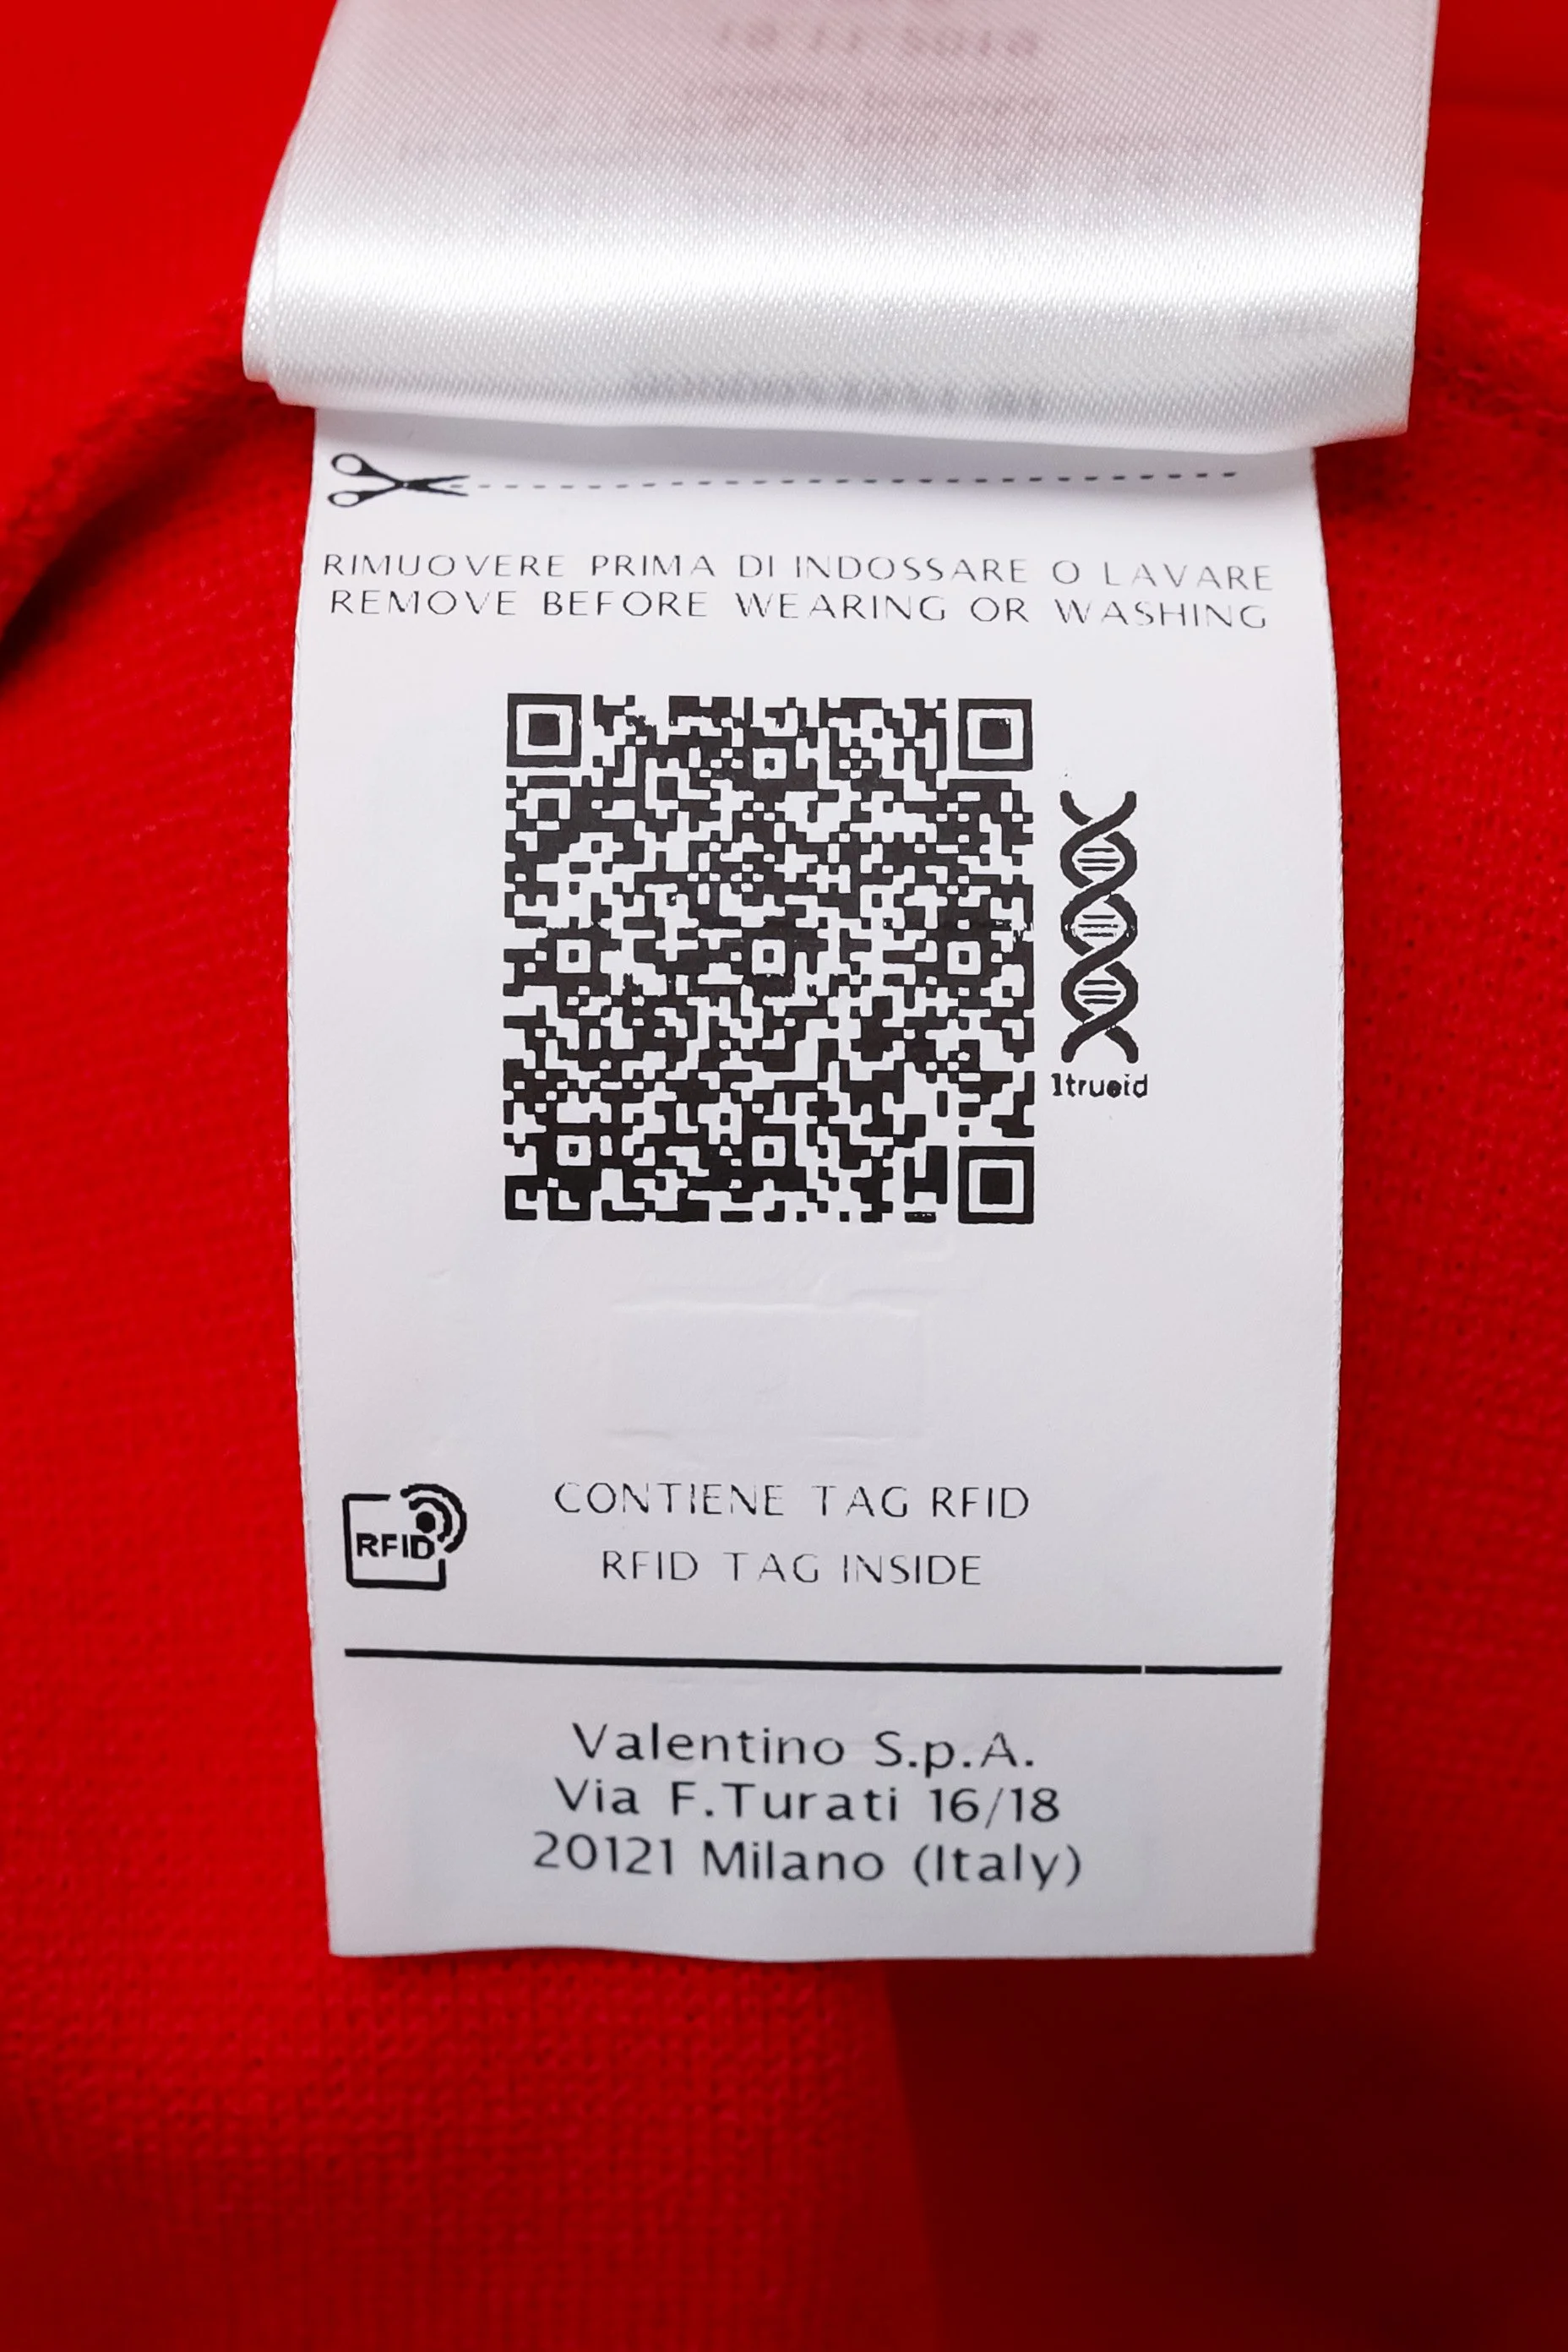 RIMUOVERE PRIMA DI INDOSSARE O LAVARE
REMOVE BEFORE WEARING OR WASHING
1trueid
RFID
CONTIENE TAG RFID
RFID TAG INSIDE
Valentino S.p.A.
Via F.Turati 16/18
20121 Milano (Italy)